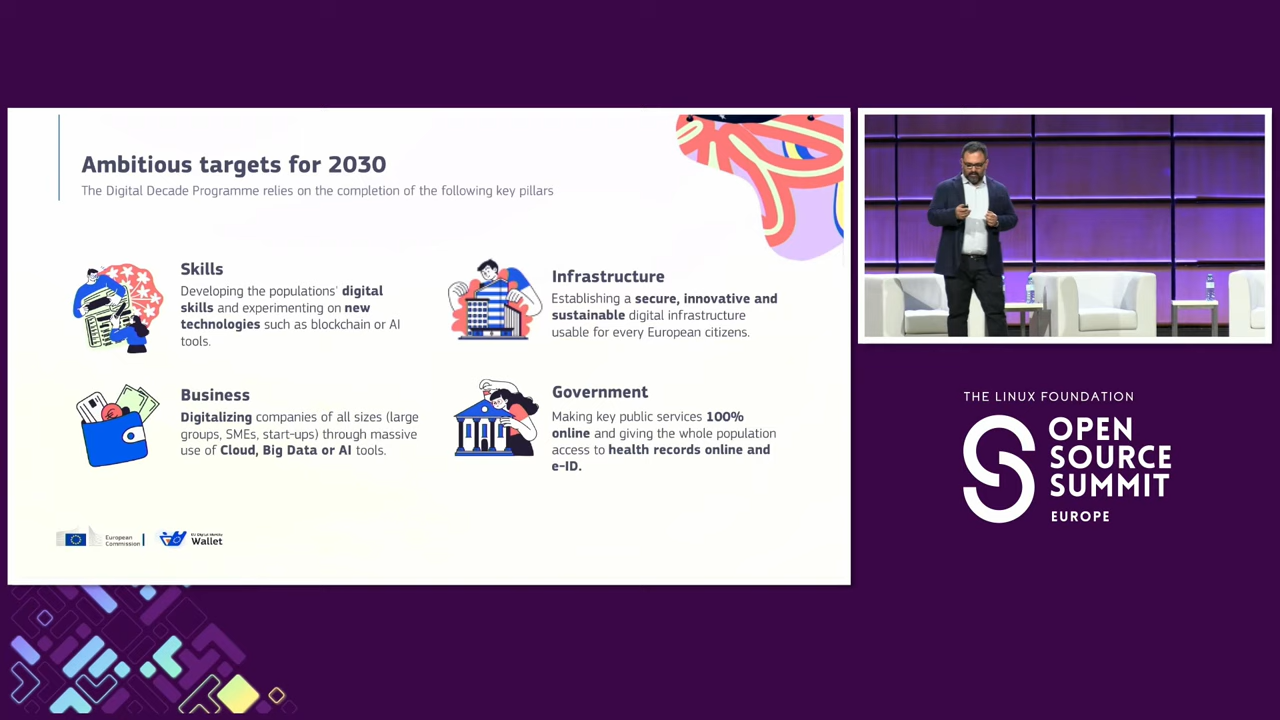 Ambitious targets for 2030
The Digital Decade Programme relies on the completion of the following key pillars
Skills
Developing the populations' digital
skills and experimenting on new
technologies such as blockchain or AI
tools.
Infrastructure
Establishing a secure, innovative and
sustainable digital infrastructure
usable for every European citizens.
Business
Digitalizing companies of all sizes (large
groups, SMEs, start-ups) through massive
use of Cloud, Big Data or AI tools.
Government
Making key public services 100%
online and giving the whole population
access to health records online and
e-ID.
European
Commission
EU Digital Identity
Wallet
THE LINUX FOUNDATION
OPEN
SOURCE
SUMMIT
EUROPE